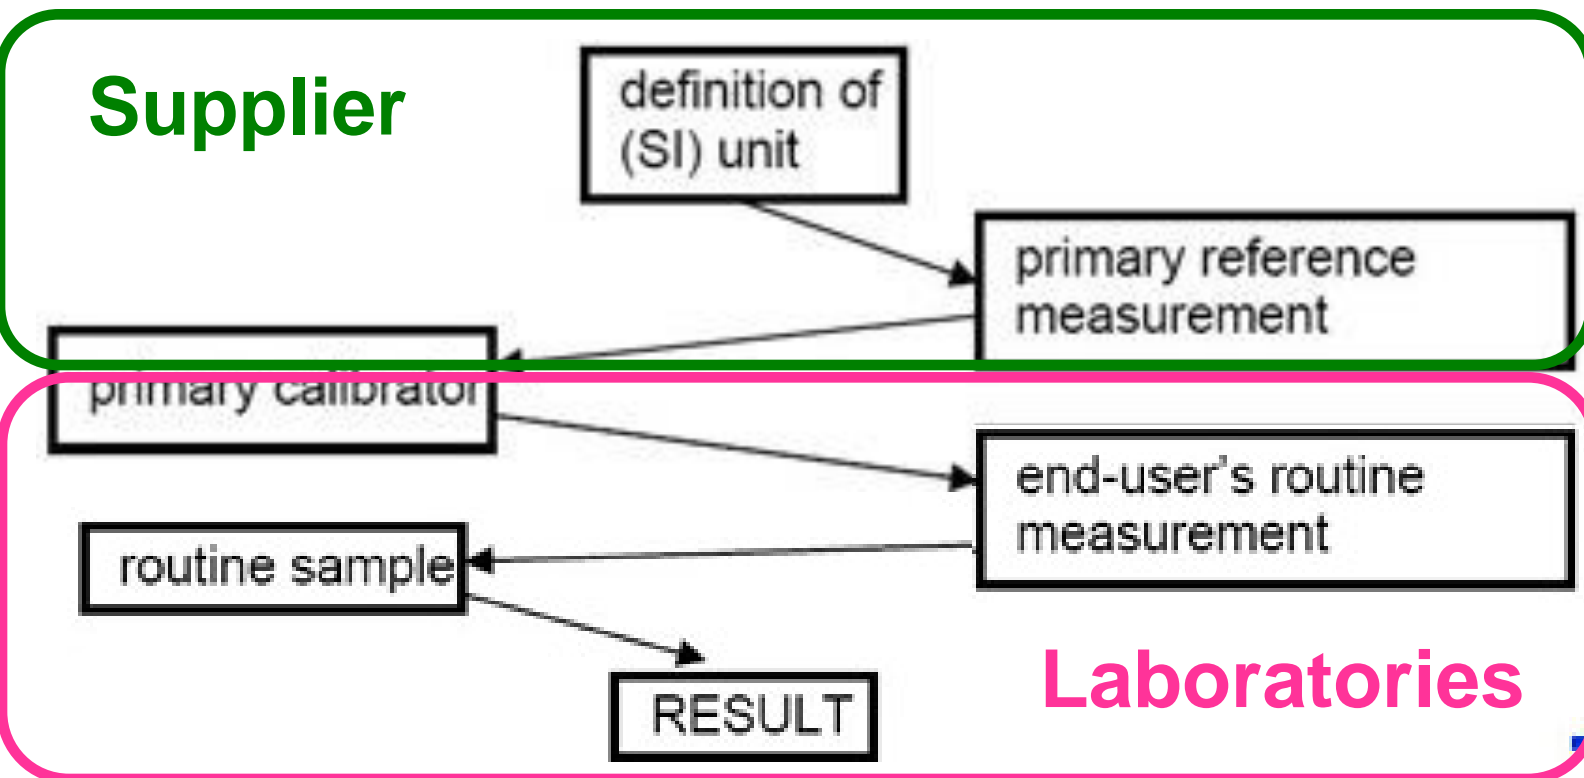 Supplier
definition of
(SI) unit
primary reference
measurement
primary calibrator
end-user's routine
measurement
routine sample
RESULT
Laboratories